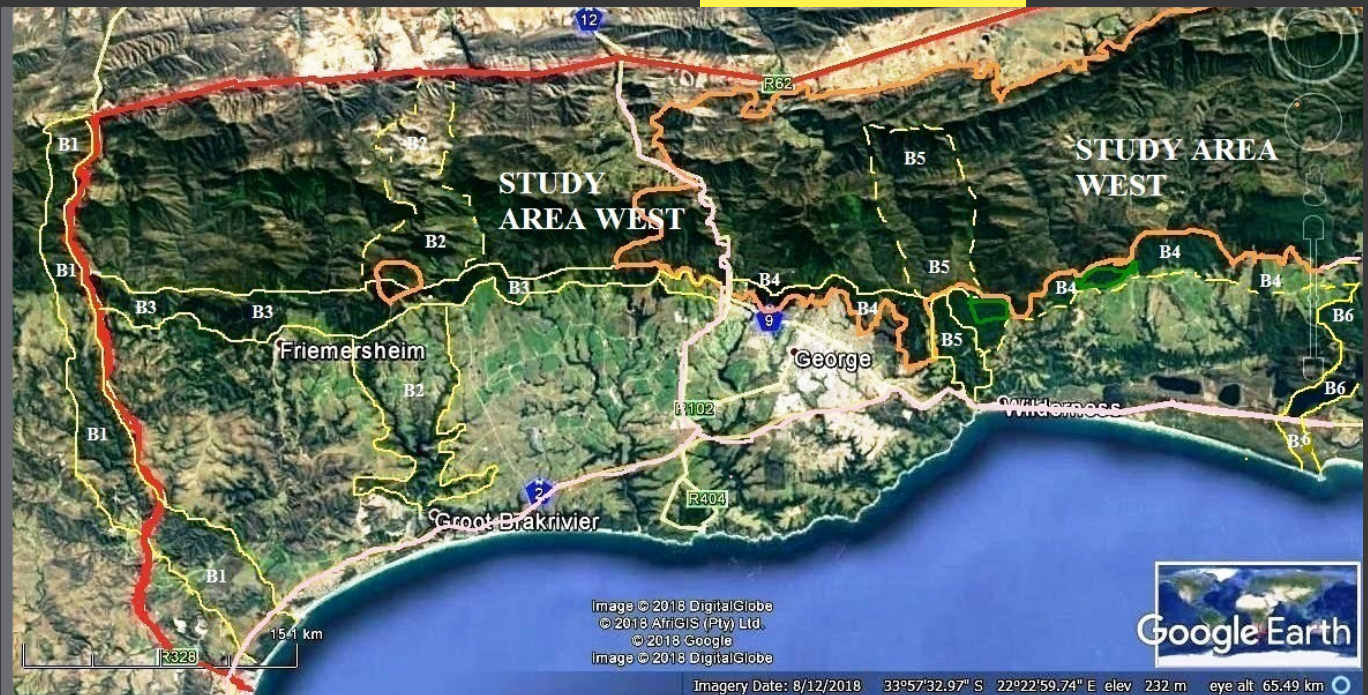 12
R62
B1
B2
B5
STUDY AREA
WEST
STUDY
AREA WEST
B2
B1
B5
B4
B3
B3
B3
B4
B4
B4
B4
B6
9
Friemersheim
George
B5
B2
B6
R102
Wilderness
B1
B6
2
R404
Groot Brakrivier
B1
Image © 2018 DigitalGlobe
© 2018 AfriGIS (Pty) Ltd.
© 2018 Google
Image © 2018 DigitalGlobe
15.1 km
R328
Google Earth
Imagery Date: 8/12/2018 33°57'32.97" S 22°22'59.74" E elev 232 m eye alt 65.49 km